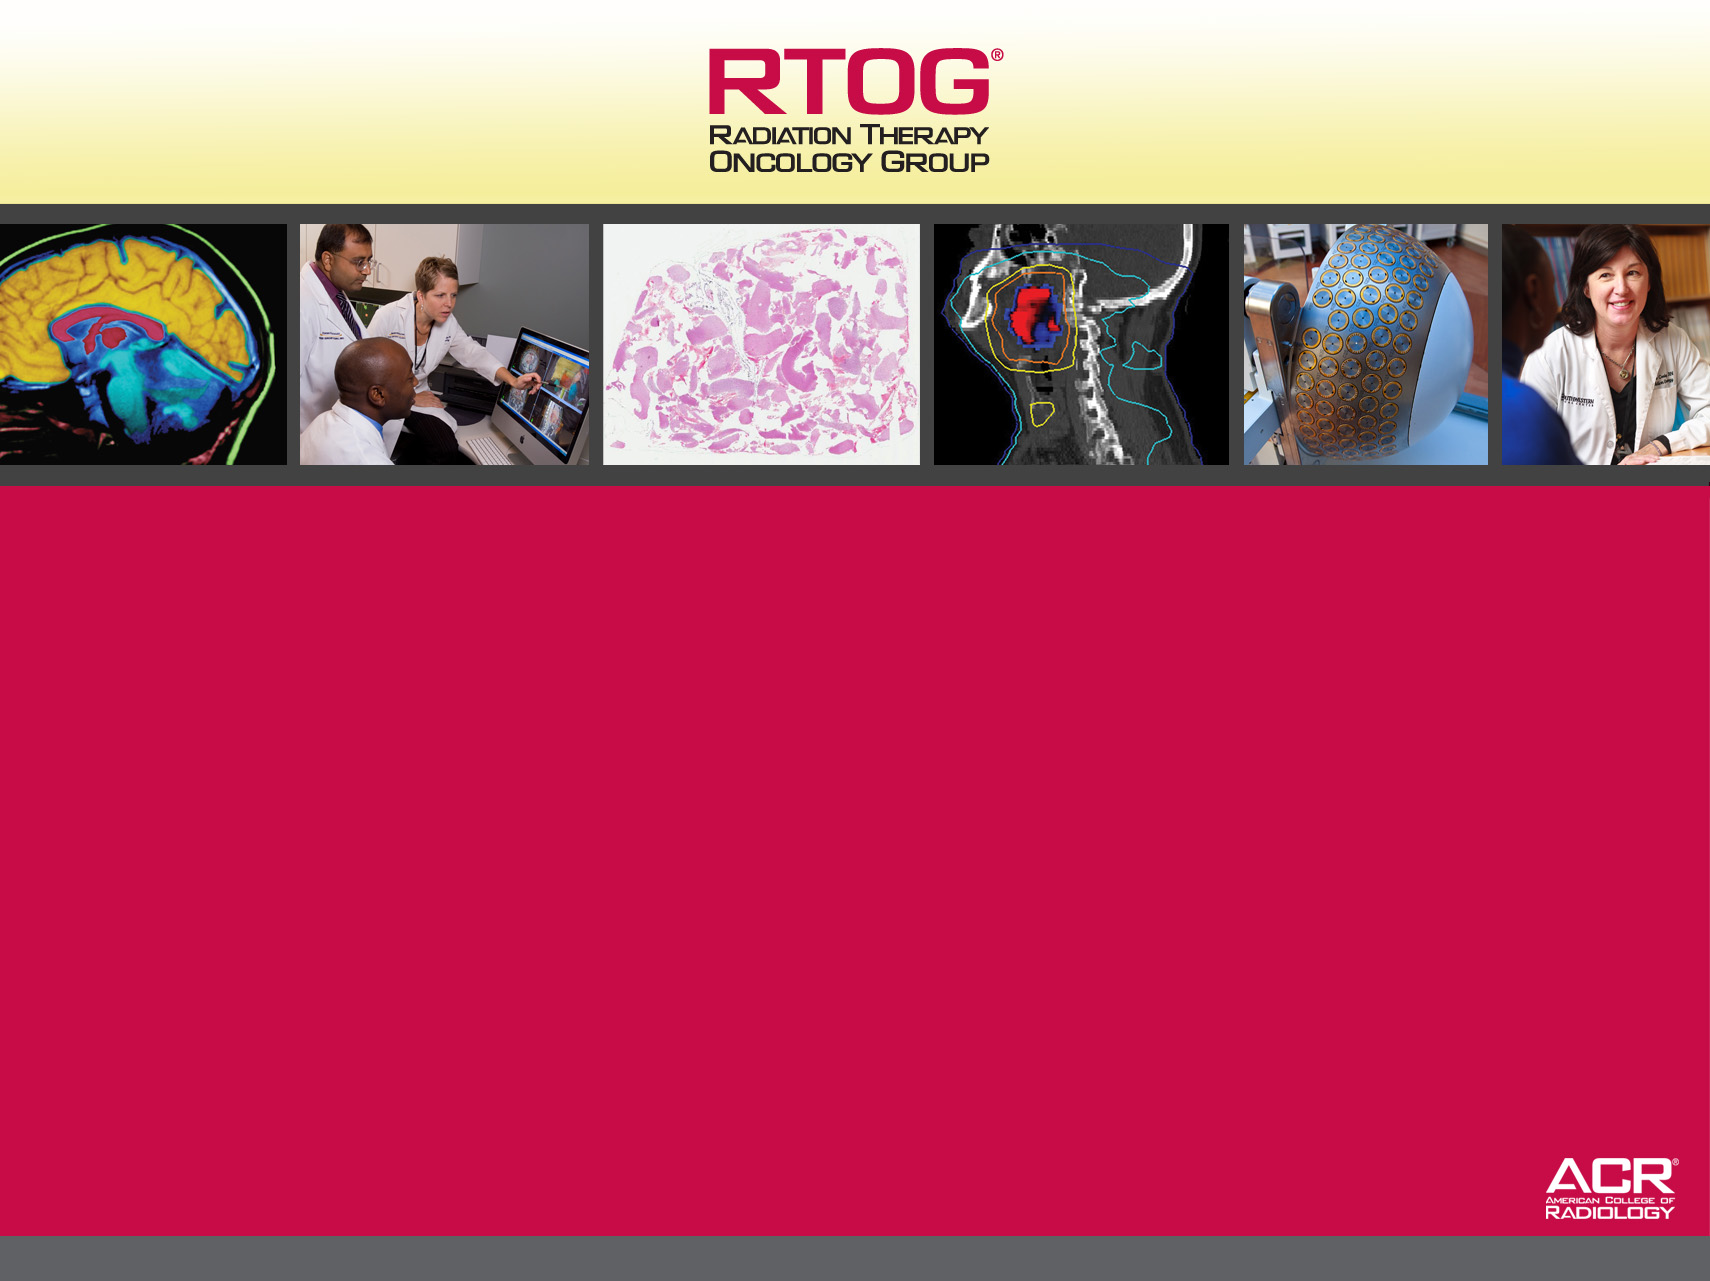 RTOG®
RADIATION THERAPY
ONCOLOGY GROUP
ACR®
AMERICAN COLLEGE OF
RADIOLOGY